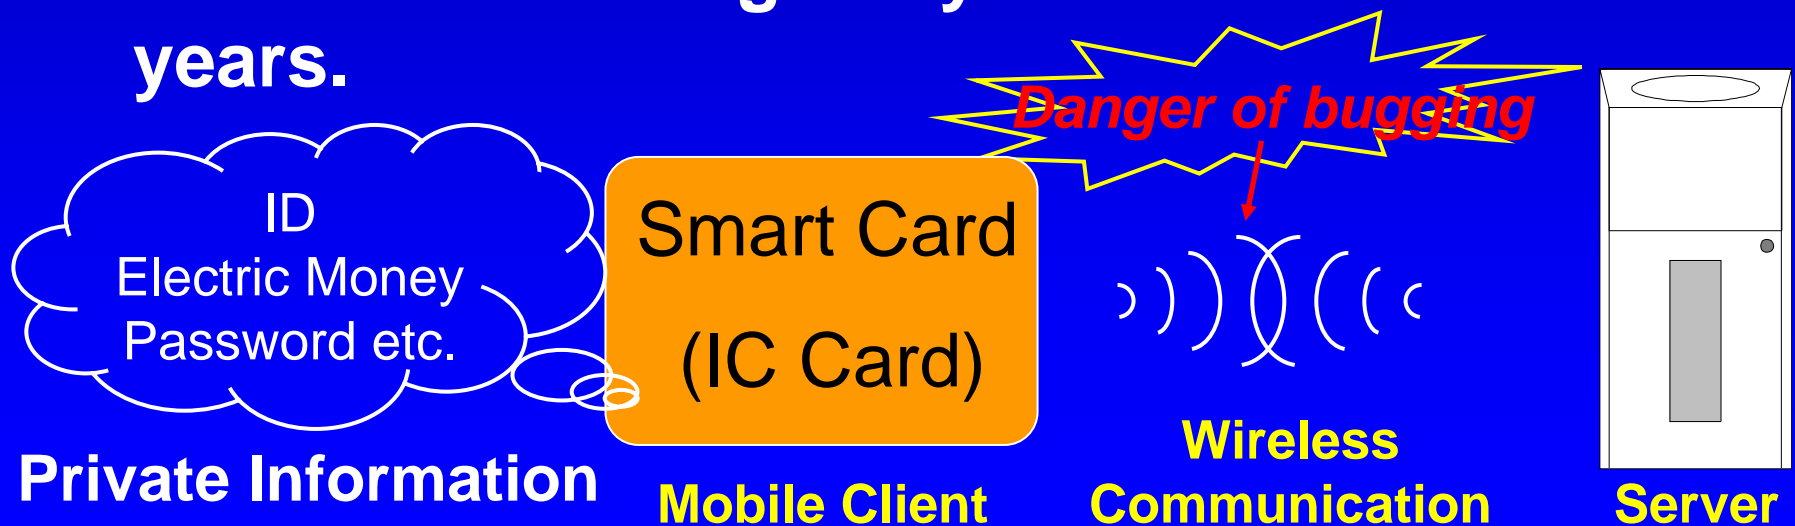 years.
Danger of bugging
ID
Electric Money
Password etc.
Smart Card
(IC Card)
Private Information
Mobile Client
Wireless
Communication
Server